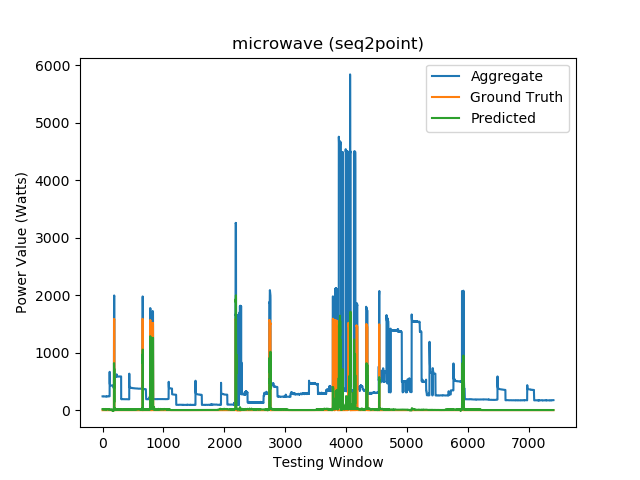 microwave (seq2point)
Aggregate
Ground Truth
Predicted
Power Value (Watts)
6000
5000
4000
3000
2000
1000
0
0 1000 2000 3000 4000 5000 6000 7000
Testing Window